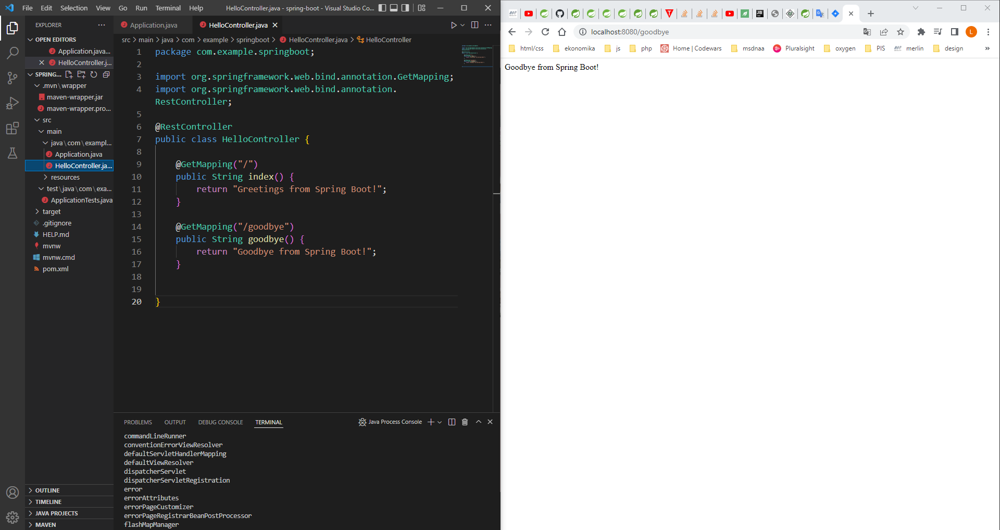 File Edit Selection View Go Run Terminal Help HelloController.java - spring-boot - Visual Studio Co...
EXPLORER
OPEN EDITORS
Application.java...
HelloController.j...
SPRING...
.mvn\wrapper
maven-wrapper.jar
maven-wrapper.pro...
src
main
java\com\exampl...
Application.java
HelloController.ja...
resources
test\java\com\exa...
ApplicationTests.java
target
.gitignore
HELP.md
mvnw
mvnw.cmd
pom.xml
OUTLINE
TIMELINE
JAVA PROJECTS
MAVEN
Application.java HelloController.java
src > main > java > com > example > springboot > HelloController.java > HelloController
1 package com.example.springboot;
2
3 import org.springframework.web.bind.annotation.GetMapping;
4 import org.springframework.web.bind.annotation.
RestController;
5
6 @RestController
7 public class HelloController {
8
9 @GetMapping("/")
10 public String index() {
11 return "Greetings from Spring Boot!";
12 }
13
14 @GetMapping("/goodbye")
15 public String goodbye() {
16 return "Goodbye from Spring Boot!";
17 }
18
19
20 }
PROBLEMS OUTPUT DEBUG CONSOLE TERMINAL Java Process Console
commandLineRunner
conventionErrorViewResolver
defaultServletHandlerMapping
defaultViewResolver
dispatcherServlet
dispatcherServletRegistration
error
errorAttributes
errorPageCustomizer
errorPageRegistrarBeanPostProcessor
flashMapManager
localhost:8080/goodbye L
html/css ekonomika js php Home | Codewars msdnaa Pluralsight oxygen PIS merlin design »
Goodbye from Spring Boot!